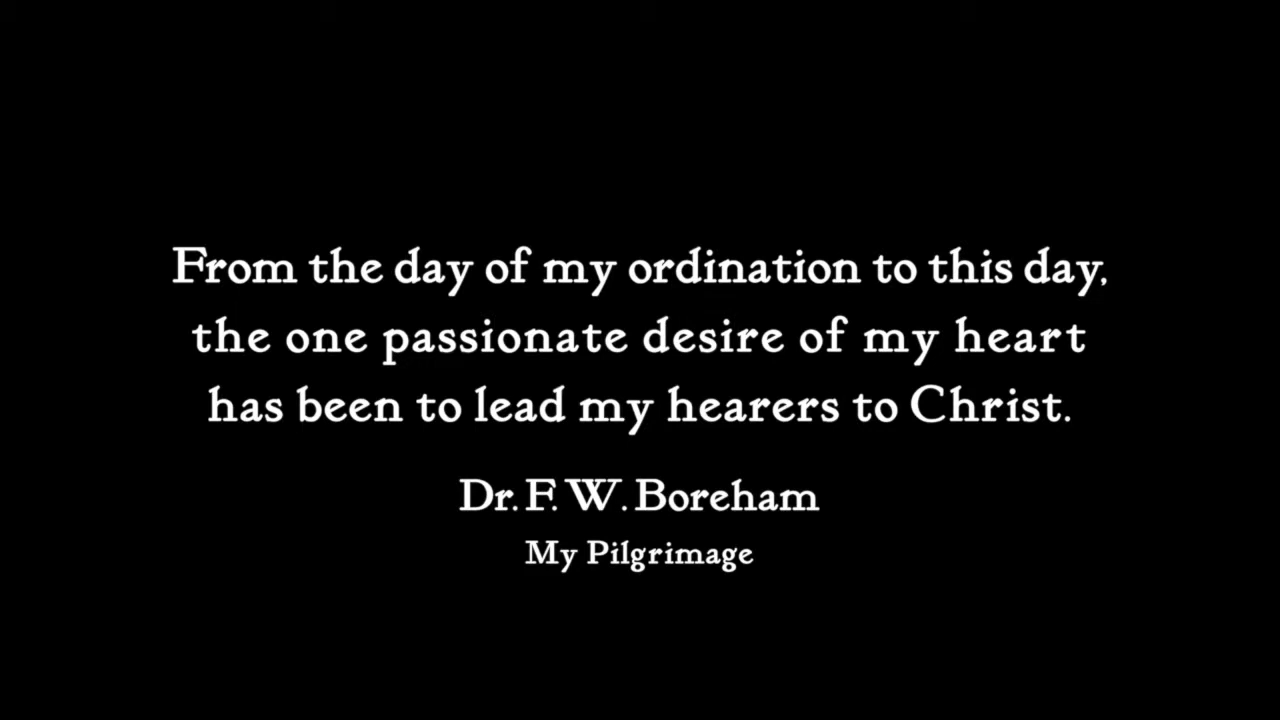 From the day of my ordination to this day,
the one passionate desire of my heart
has been to lead my hearers to Christ.
Dr. F. W. Boreham
My Pilgrimage